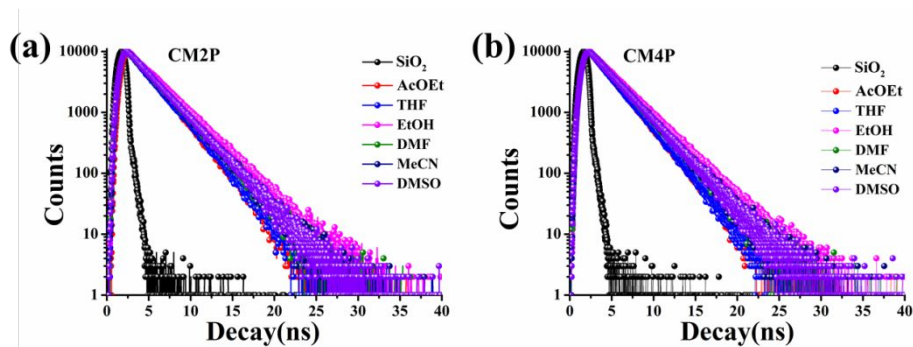 (a)
CM2P
Counts
10000
1000
100
10
1
SiO₂
AcOEt
THF
EtOH
DMF
MeCN
DMSO
0 5 10 15 20 25 30 35 40
Decay(ns)
(b)
CM4P
Counts
10000
1000
100
10
1
SiO₂
AcOEt
THF
EtOH
DMF
MeCN
DMSO
0 5 10 15 20 25 30 35 40
Decay(ns)